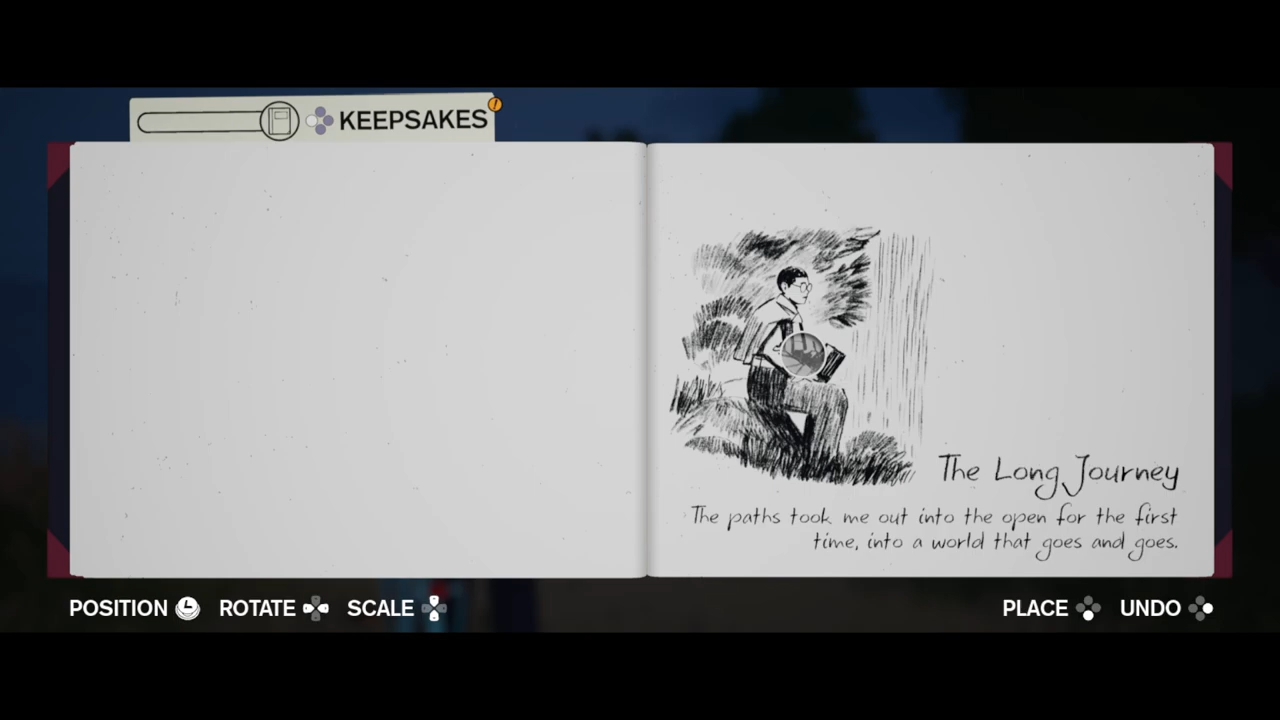 KEEPSAKES
The Long Journey
The paths took me out into the open for the first
time, into a world that goes and goes.
POSITION ROTATE SCALE PLACE UNDO